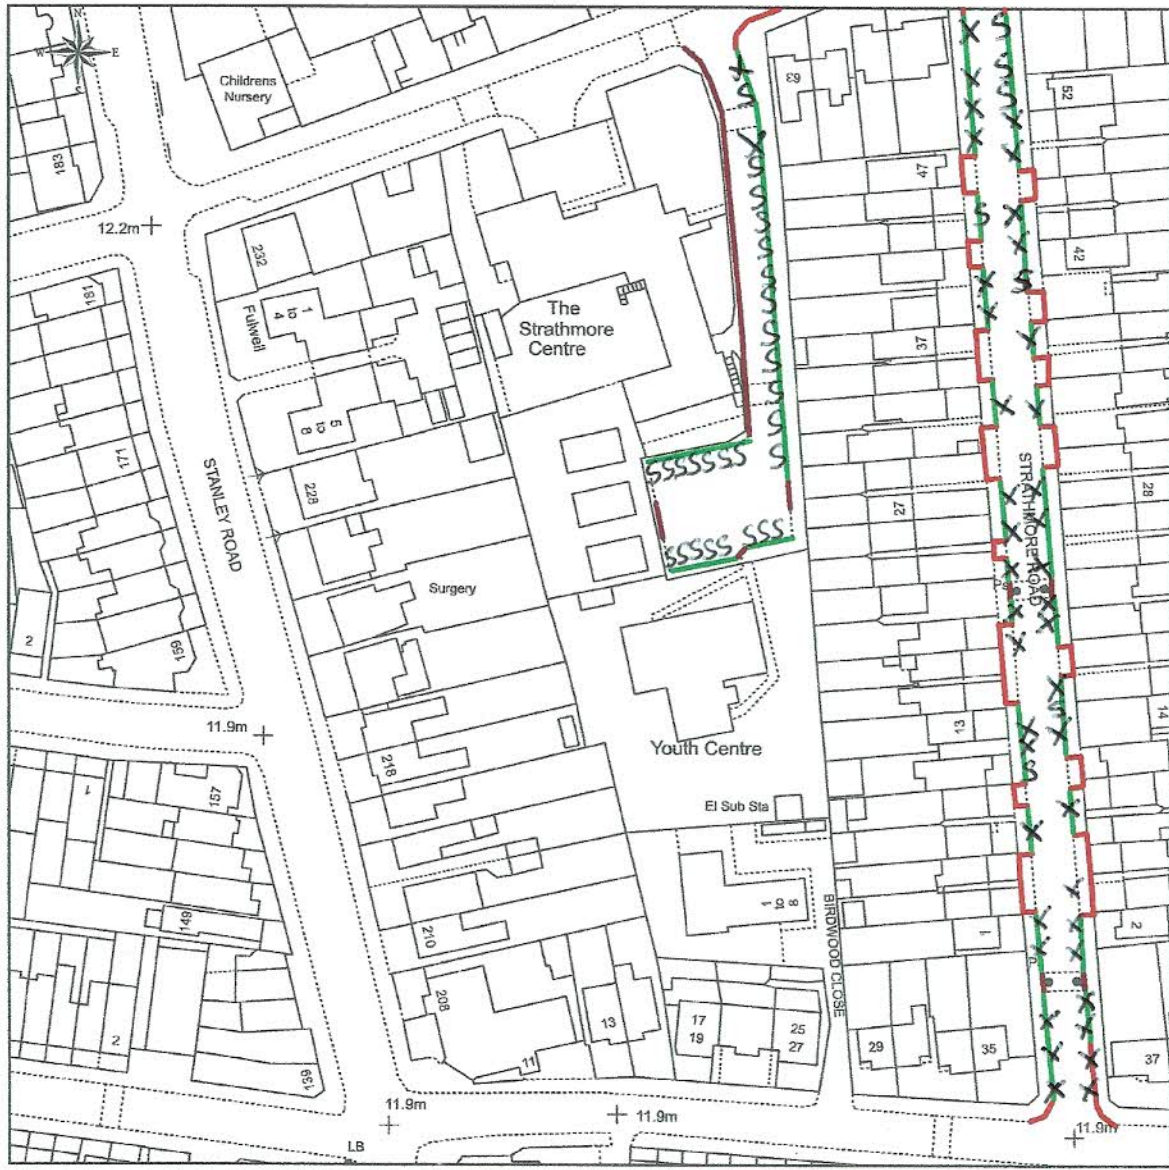 N
W
E
Childrens
Nursery
183
12.2m
232
181
1
to
4
Fulwell
The
Strathmore
Centre
63
52
47
42
37
5
to
8
171
STANLEY ROAD
228
27
28
STRATHMORE ROAD
Surgery
2
159
11.9m
218
13
14
Youth Centre
El Sub Sta
1
157
1
to
8
BIRDWOOD CLOSE
149
210
1
2
208
13
17
19
25
27
29
35
37
2
11
139
11.9m
11.9m
11.9m
LB
X S
X S
X S
X X
X X
S X
X
X S
X
X
X X
SSSSSSS
SSSSS SSS